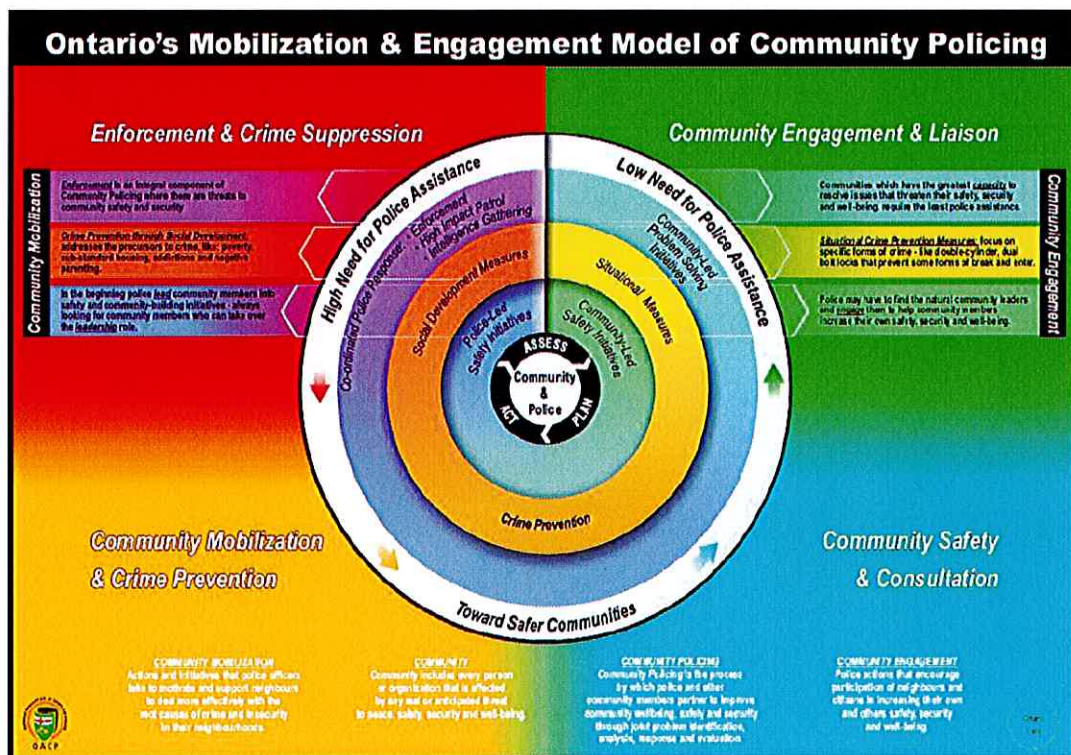 Ontario's Mobilization & Engagement Model of Community Policing
Enforcement & Crime Suppression
Community Engagement & Liaison
Community Mobilization
Enforcement is an integral component of
Community Policing where there are threats to
community safety and security
Crime Prevention through Social Development,
addresses the precursors to crime, like: poverty,
sub-standard housing, addictions and negative
parenting.
In the beginning police lead community members into
safety and community-building initiatives - always
looking for community members who can take over
the leadership role.
Communities which have the greatest capacity to
resolve issues that threaten their safety, security
and well-being, require the least police assistance.
Situational Crime Prevention Measures: focus on
specific forms of crime - like double-cylinder, dual
bolt locks that prevent some forms of break and enter.
Police may have to find the natural community leaders
and engage them to help community members
increase their own safety, security and well-being.
Community Engagement
High Need for Police Assistance
Low Need for Police Assistance
Co-ordinated Police Response:
· Enforcement
· High Impact Patrol
· Intelligence Gathering
Community-Led
Problem Solving
Initiatives
Social Development Measures
Situational Measures
Police-Led
Safety Initiatives
Community-Led
Safety Initiatives
ASSESS
Community
&
Police
ACT
PLAN
Crime Prevention
Toward Safer Communities
Community Mobilization
& Crime Prevention
Community Safety
& Consultation
COMMUNITY MOBILIZATION
Actions and initiatives that police officers
take to motivate and support neighbours
to deal more effectively with the
root causes of crime and insecurity
in their neighbourhoods.
COMMUNITY
Community includes every person
or organization that is affected
by any real or anticipated threat
to peace, safety, security and well-being.
COMMUNITY POLICING
Community Policing is the process
by which police and other
community members partner to improve
community wellbeing, safety and security
through joint problem identification,
analysis, response and evaluation
COMMUNITY ENGAGEMENT
Police actions that encourage
participation of neighbours and
citizens in increasing their own
and others safety, security
and well-being
OACP